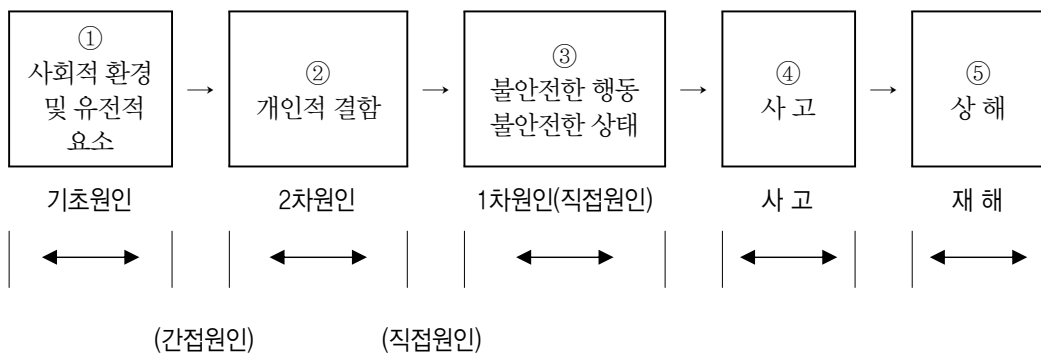 ①
사회적 환경
및 유전적
요소
→
②
개인적 결함
→
③
불안전한 행동
불안전한 상태
→
④
사 고
→
⑤
상 해
기초원인
2차원인
1차원인(직접원인)
사 고
재 해
(간접원인)
(직접원인)